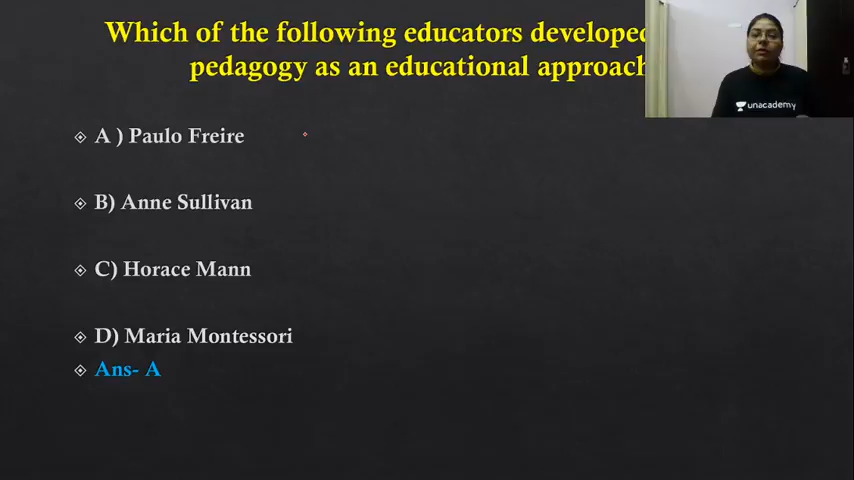 Which of the following educators developed
pedagogy as an educational approach
A ) Paulo Freire
B) Anne Sullivan
C) Horace Mann
D) Maria Montessori
Ans- A
unacademy